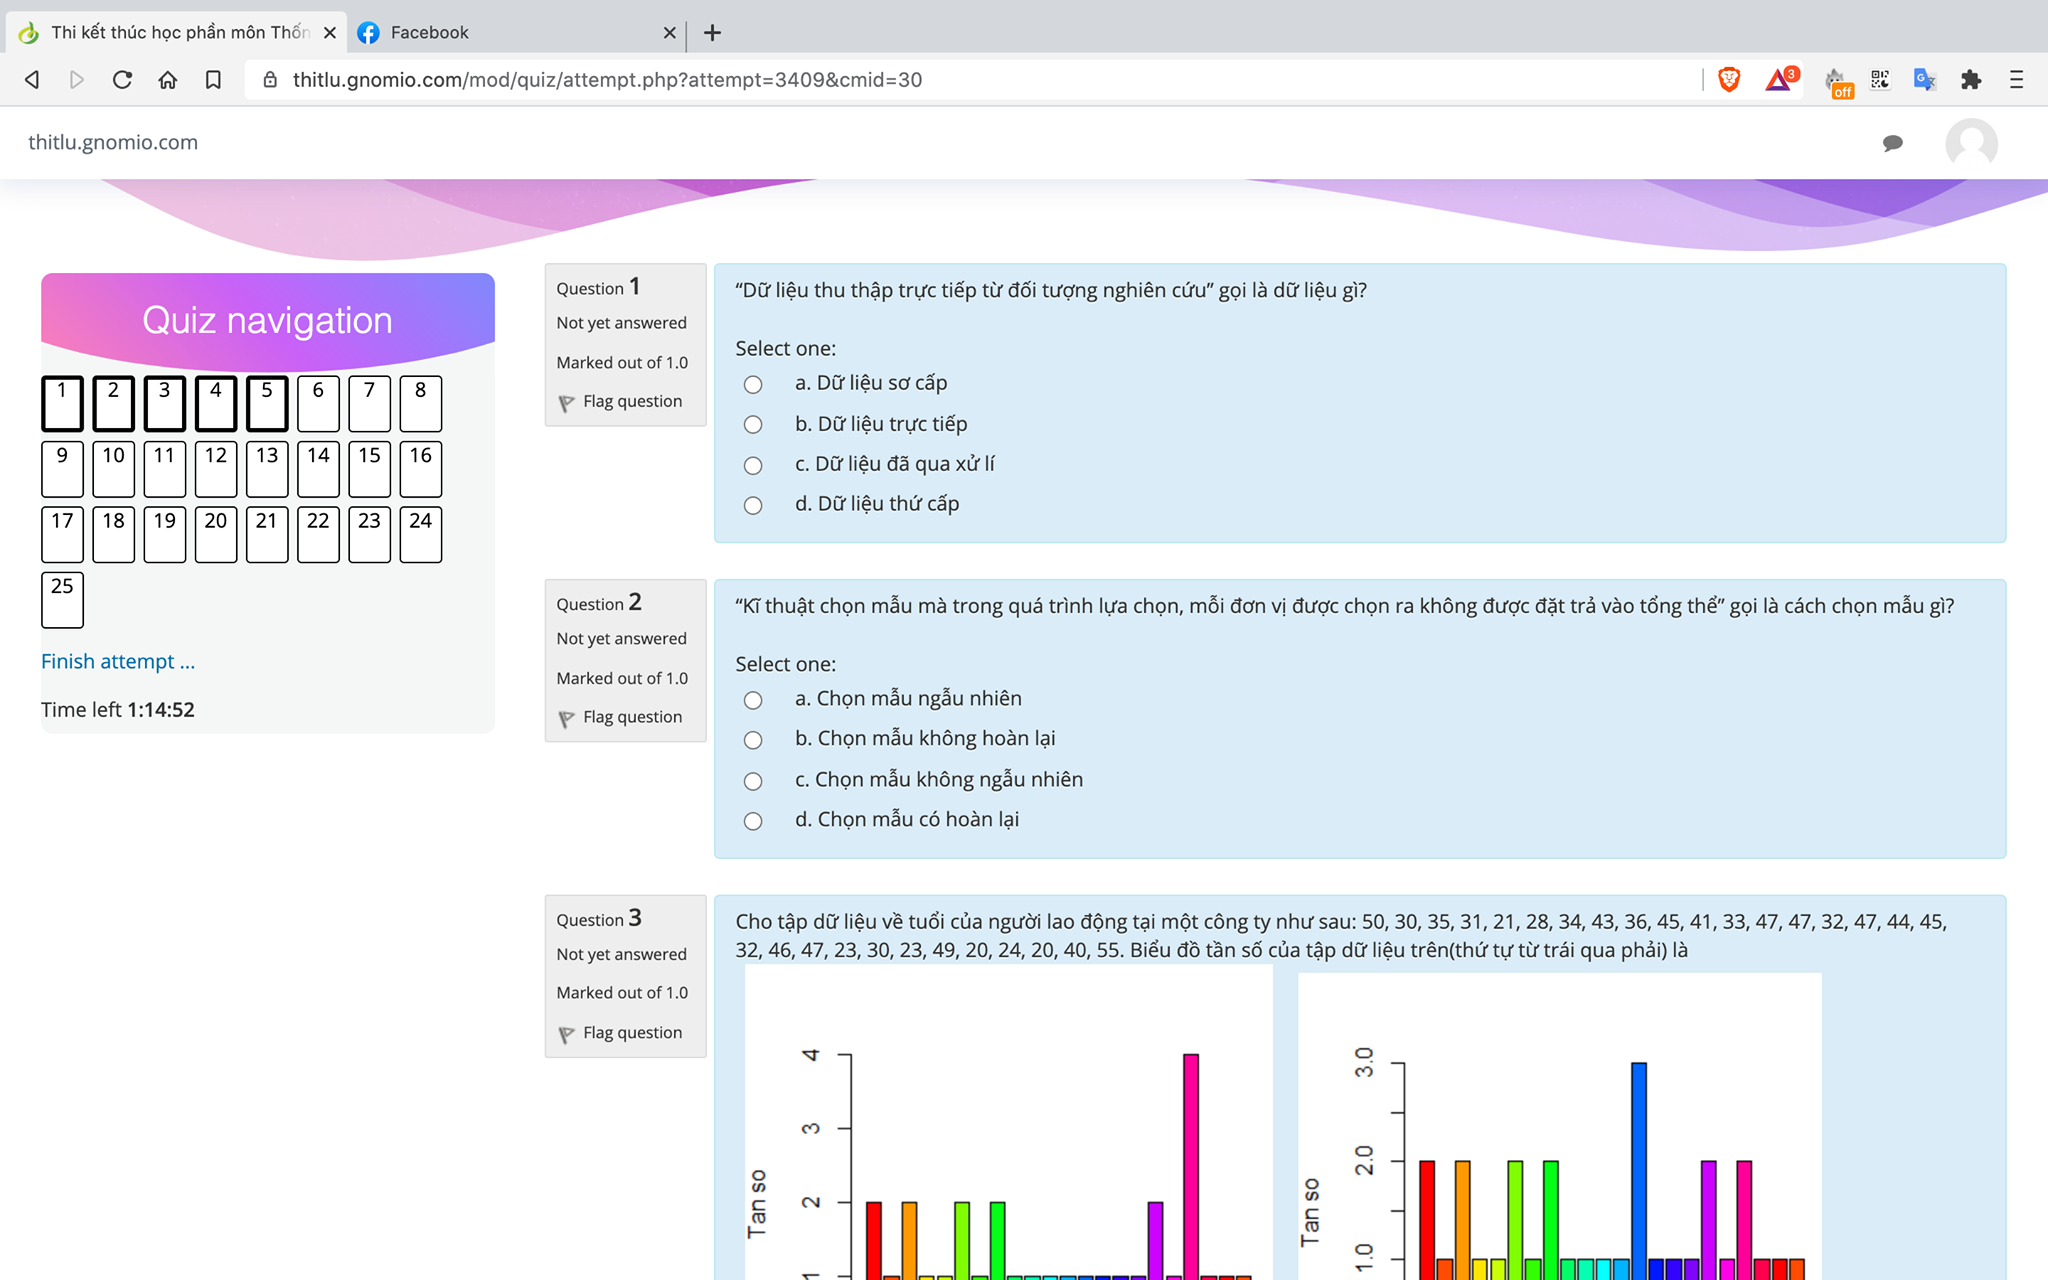 Thi kết thúc học phần môn Thốn
Facebook
thitlu.gnomio.com/mod/quiz/attempt.php?attempt=3409&cmid=30
3
off
thitlu.gnomio.com
Quiz navigation
1 2 3 4 5 6 7 8
9 10 11 12 13 14 15 16
17 18 19 20 21 22 23 24
25
Finish attempt ...
Time left 1:14:52
Question 1
Not yet answered
Marked out of 1.0
Flag question
“Dữ liệu thu thập trực tiếp từ đối tượng nghiên cứu” gọi là dữ liệu gì?
Select one:
a. Dữ liệu sơ cấp
b. Dữ liệu trực tiếp
c. Dữ liệu đã qua xử lí
d. Dữ liệu thứ cấp
Question 2
Not yet answered
Marked out of 1.0
Flag question
“Kĩ thuật chọn mẫu mà trong quá trình lựa chọn, mỗi đơn vị được chọn ra không được đặt trả vào tổng thể” gọi là cách chọn mẫu gì?
Select one:
a. Chọn mẫu ngẫu nhiên
b. Chọn mẫu không hoàn lại
c. Chọn mẫu không ngẫu nhiên
d. Chọn mẫu có hoàn lại
Question 3
Not yet answered
Marked out of 1.0
Flag question
Cho tập dữ liệu về tuổi của người lao động tại một công ty như sau: 50, 30, 35, 31, 21, 28, 34, 43, 36, 45, 41, 33, 47, 47, 32, 47, 44, 45,
32, 46, 47, 23, 30, 23, 49, 20, 24, 20, 40, 55. Biểu đồ tần số của tập dữ liệu trên(thứ tự từ trái qua phải) là
4
3
2
1
Tan so
3.0
2.0
1.0
Tan so